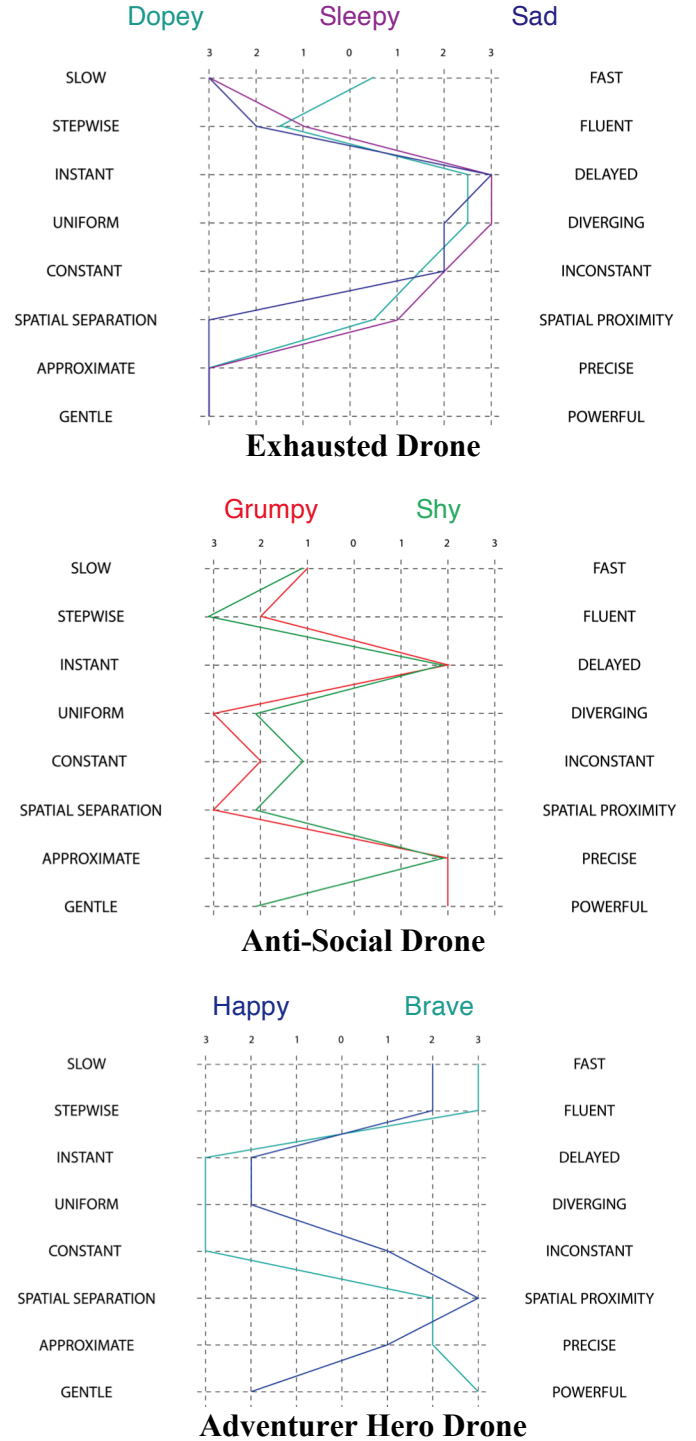 Dopey Sleepy Sad
3 2 1 0 1 2 3
SLOW FAST
STEPWISE FLUENT
INSTANT DELAYED
UNIFORM DIVERGING
CONSTANT INCONSTANT
SPATIAL SEPARATION SPATIAL PROXIMITY
APPROXIMATE PRECISE
GENTLE POWERFUL
Exhausted Drone
Grumpy Shy
3 2 1 0 1 2 3
SLOW FAST
STEPWISE FLUENT
INSTANT DELAYED
UNIFORM DIVERGING
CONSTANT INCONSTANT
SPATIAL SEPARATION SPATIAL PROXIMITY
APPROXIMATE PRECISE
GENTLE POWERFUL
Anti-Social Drone
Happy Brave
3 2 1 0 1 2 3
SLOW FAST
STEPWISE FLUENT
INSTANT DELAYED
UNIFORM DIVERGING
CONSTANT INCONSTANT
SPATIAL SEPARATION SPATIAL PROXIMITY
APPROXIMATE PRECISE
GENTLE POWERFUL
Adventurer Hero Drone